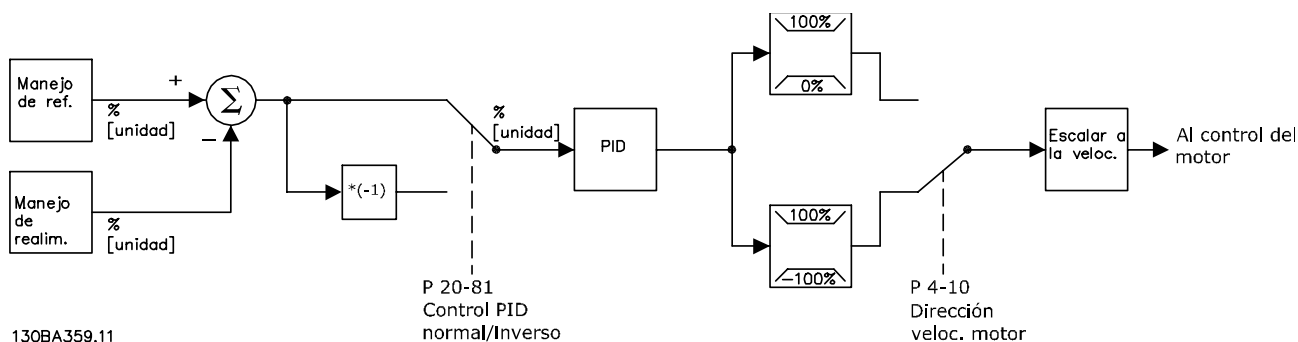 Manejo
de ref.
+
%
[unidad]
Σ
−
Manejo
de
realim.
%
[unidad]
*(-1)
P 20-81
Control PID
normal/Inverso
%
[unidad]
PID
100%
0%
100%
−100%
P 4-10
Dirección
veloc. motor
Escalar a
la veloc.
Al control del
motor
130BA359.11